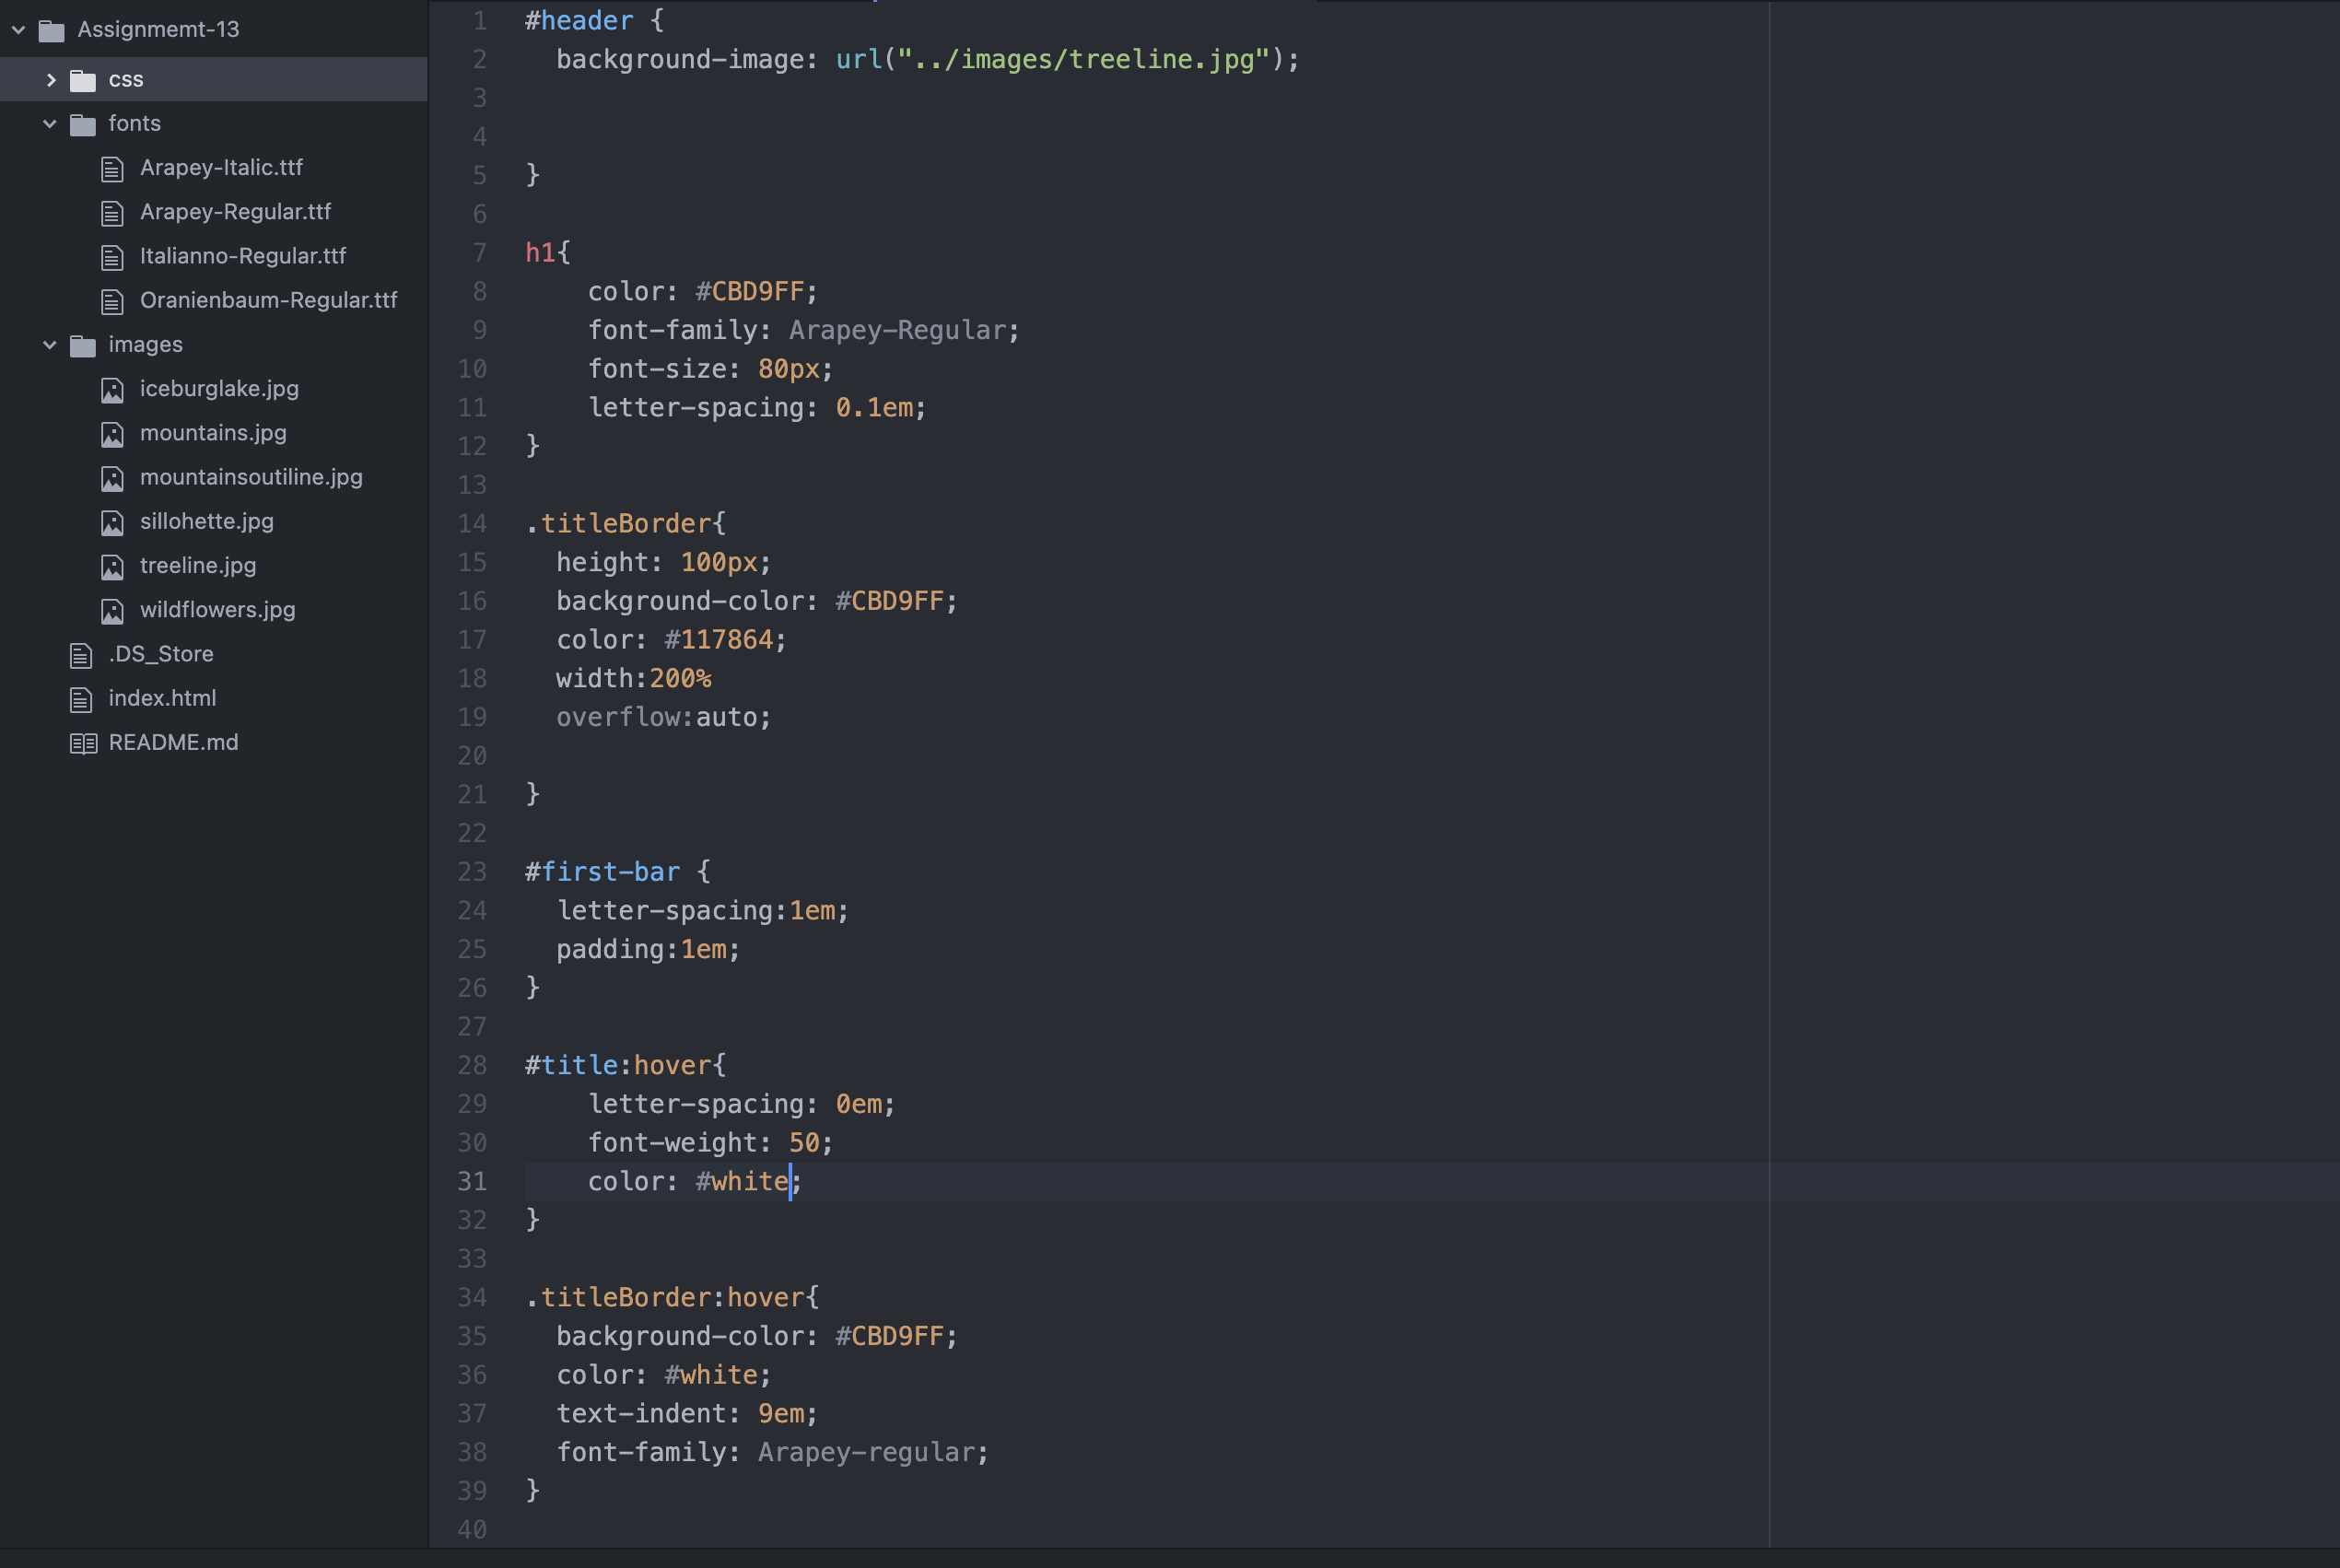 Assignmemt-13
css
fonts
Arapey-Italic.ttf
Arapey-Regular.ttf
Italianno-Regular.ttf
Oranienbaum-Regular.ttf
images
iceburglake.jpg
mountains.jpg
mountainsoutiline.jpg
sillohette.jpg
treeline.jpg
wildflowers.jpg
.DS_Store
index.html
README.md
1 #header {
2 background-image: url("../images/treeline.jpg");
3
4
5 }
6
7 h1{
8 color: #CBD9FF;
9 font-family: Arapey-Regular;
10 font-size: 80px;
11 letter-spacing: 0.1em;
12 }
13
14 .titleBorder{
15 height: 100px;
16 background-color: #CBD9FF;
17 color: #117864;
18 width:200%
19 overflow:auto;
20
21 }
22
23 #first-bar {
24 letter-spacing:1em;
25 padding:1em;
26 }
27
28 #title:hover{
29 letter-spacing: 0em;
30 font-weight: 50;
31 color: #white;
32 }
33
34 .titleBorder:hover{
35 background-color: #CBD9FF;
36 color: #white;
37 text-indent: 9em;
38 font-family: Arapey-regular;
39 }
40